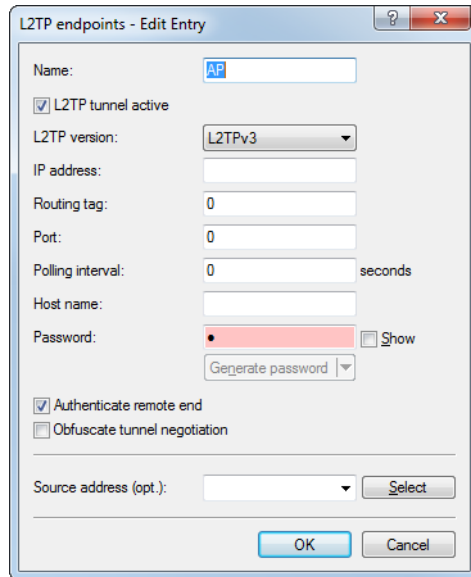 L2TP endpoints - Edit Entry
Name: AP
L2TP tunnel active
L2TP version: L2TPv3
IP address:
Routing tag: 0
Port: 0
Polling interval: 0 seconds
Host name:
Password: ● Show
Generate password
Authenticate remote end
Obfuscate tunnel negotiation
Source address (opt.): Select
OK Cancel